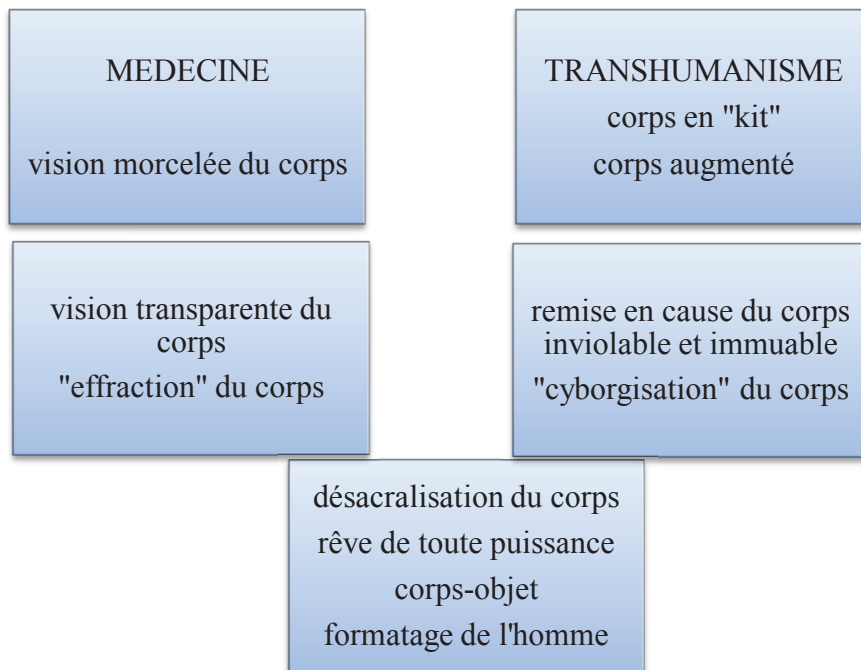 MEDECINE
vision morcelée du corps
TRANSHUMANISME
corps en "kit"
corps augmenté
vision transparente du
corps
"effraction" du corps
remise en cause du corps
inviolable et immuable
"cyborgisation" du corps
désacralisation du corps
rêve de toute puissance
corps-objet
formatage de l'homme